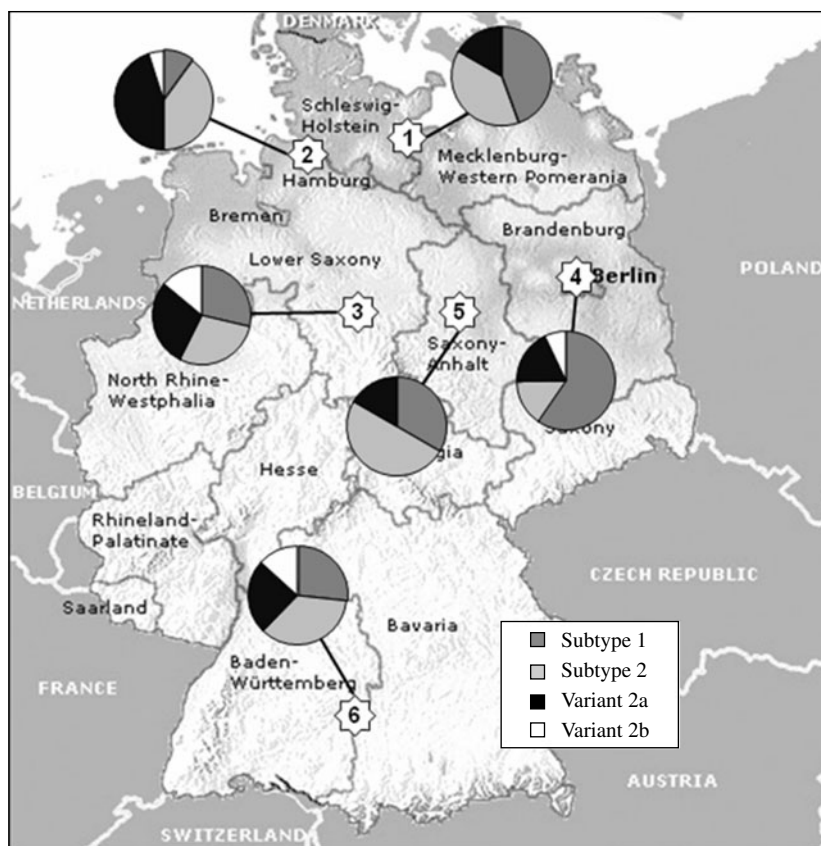 DENMARK
Schleswig-
Holstein
1
2
Mecklenburg-
Western Pomerania
Hamburg
Bremen
Brandenburg
Lower Saxony
4
Berlin
POLAND
NETHERLANDS
3
5
Saxony-
Anhalt
North Rhine-
Westphalia
Saxony
Hesse
BELGIUM
Rhineland-
Palatinate
CZECH REPUBLIC
Saarland
Bavaria
Baden-
Württemberg
FRANCE
6
Subtype 1
Subtype 2
Variant 2a
Variant 2b
AUSTRIA
SWITZERLAND